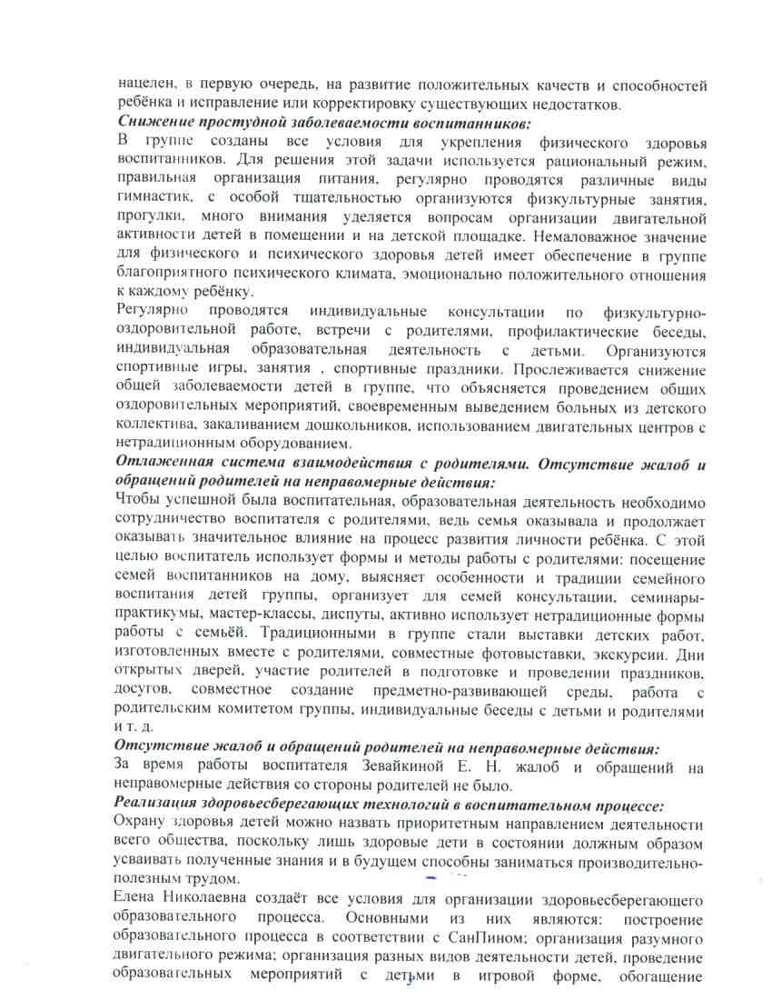 нацелен, в первую очередь, на развитие положительных качеств и способностей
ребёнка и исправление или корректировку существующих недостатков.
Снижение простудной заболеваемости воспитанников:
В группе созданы все условия для укрепления физического здоровья
воспитанников. Для решения этой задачи используется рациональный режим,
правильная организация питания, регулярно проводятся различные виды
гимнастик, с особой тщательностью организуются физкультурные занятия,
прогулки, много внимания уделяется вопросам организации двигательной
активности детей в помещении и на детской площадке. Немаловажное значение
для физического и психического здоровья детей имеет обеспечение в группе
благоприятного психического климата, эмоционально положительного отношения
к каждому ребёнку.
Регулярно проводятся индивидуальные консультации по физкультурно-
оздоровительной работе, встречи с родителями, профилактические беседы,
индивидуальная образовательная деятельность с детьми. Организуются
спортивные игры, занятия , спортивные праздники. Прослеживается снижение
общей заболеваемости детей в группе, что объясняется проведением общих
оздоровительных мероприятий, своевременным выведением больных из детского
коллектива, закаливанием дошкольников, использованием двигательных центров с
нетрадиционным оборудованием.
Отлаженная система взаимодействия с родителями. Отсутствие жалоб и
обращений родителей на неправомерные действия:
Чтобы успешной была воспитательная, образовательная деятельность необходимо
сотрудничество воспитателя с родителями, ведь семья оказывала и продолжает
оказывать значительное влияние на процесс развития личности ребёнка. С этой
целью воспитатель использует формы и методы работы с родителями: посещение
семей воспитанников на дому, выясняет особенности и традиции семейного
воспитания детей группы, организует для семей консультации, семинары-
практикумы, мастер-классы, диспуты, активно использует нетрадиционные формы
работы с семьёй. Традиционными в группе стали выставки детских работ,
изготовленных вместе с родителями, совместные фотовыставки, экскурсии. Дни
открытых дверей, участие родителей в подготовке и проведении праздников,
досугов, совместное создание предметно-развивающей среды, работа с
родительским комитетом группы, индивидуальные беседы с детьми и родителями
и т. д.
Отсутствие жалоб и обращений родителей на неправомерные действия:
За время работы воспитателя Зевайкиной Е. Н. жалоб и обращений на
неправомерные действия со стороны родителей не было.
Реализация здоровьесберегающих технологий в воспитательном процессе:
Охрану здоровья детей можно назвать приоритетным направлением деятельности
всего общества, поскольку лишь здоровые дети в состоянии должным образом
усваивать полученные знания и в будущем способны заниматься производительно-
полезным трудом.
Елена Николаевна создаёт все условия для организации здоровьесберегающего
образовательного процесса. Основными из них являются: построение
образовательного процесса в соответствии с СанПином; организация разумного
двигательного режима; организация разных видов деятельности детей, проведение
образовательных мероприятий с детьми в игровой форме, обогащение